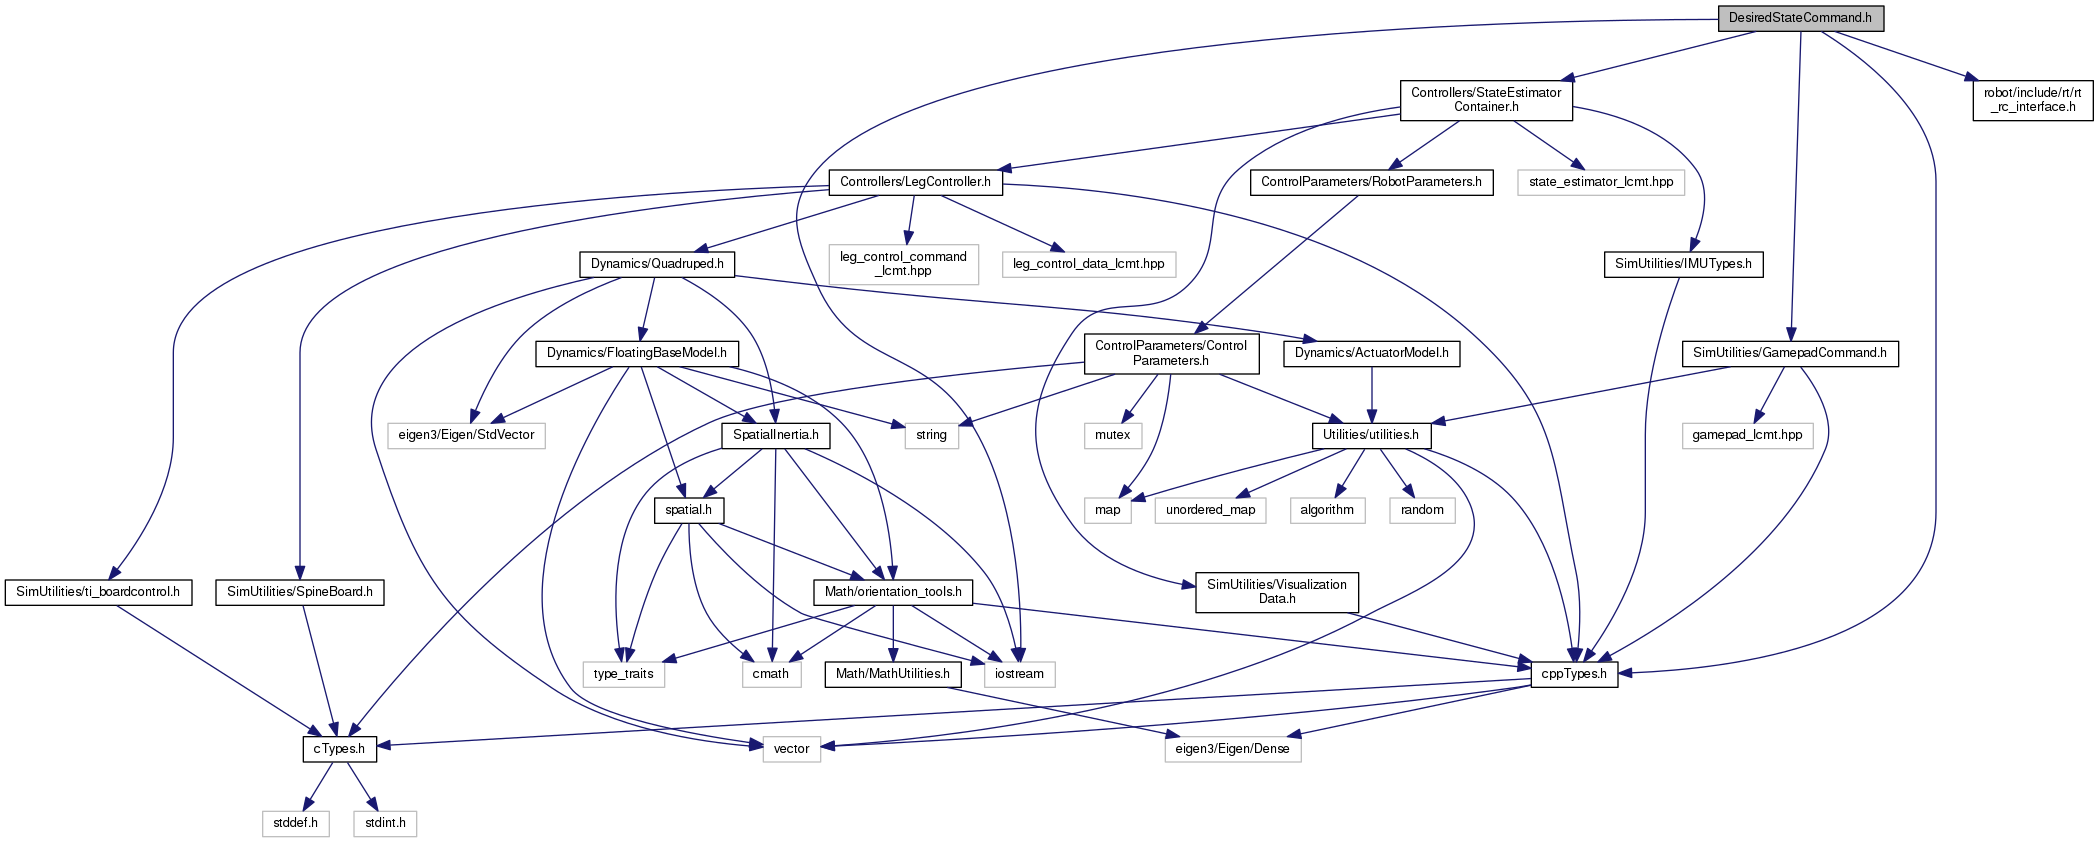 DesiredStateCommand.h
Controllers/StateEstimator
Container.h
robot/include/rt/rt
_rc_interface.h
Controllers/LegController.h
ControlParameters/RobotParameters.h
state_estimator_lcmt.hpp
Dynamics/Quadruped.h
leg_control_command
_lcmt.hpp
leg_control_data_lcmt.hpp
SimUtilities/IMUTypes.h
Dynamics/FloatingBaseModel.h
ControlParameters/Control
Parameters.h
Dynamics/ActuatorModel.h
SimUtilities/GamepadCommand.h
eigen3/Eigen/StdVector
SpatialInertia.h
string
mutex
Utilities/utilities.h
gamepad_lcmt.hpp
spatial.h
map
unordered_map
algorithm
random
SimUtilities/ti_boardcontrol.h
SimUtilities/SpineBoard.h
Math/orientation_tools.h
SimUtilities/Visualization
Data.h
type_traits
cmath
Math/MathUtilities.h
iostream
cppTypes.h
cTypes.h
vector
eigen3/Eigen/Dense
stddef.h
stdint.h